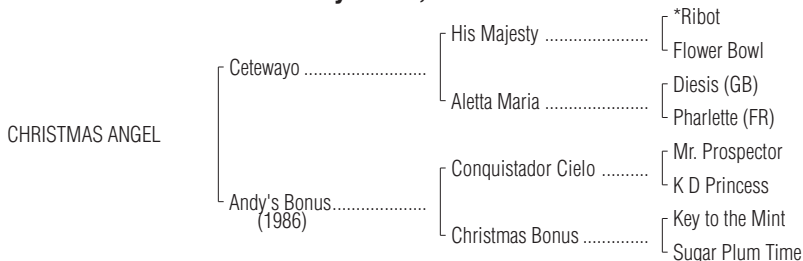 *Ribot
His Majesty ......................
Flower Bowl
Cetewayo ..........................
Diesis (GB)
Aletta Maria ......................
Pharlette (FR)
CHRISTMAS ANGEL
Mr. Prospector
Conquistador Cielo ..........
K D Princess
Andy's Bonus....................
(1986)
Key to the Mint
Christmas Bonus ..............
Sugar Plum Time